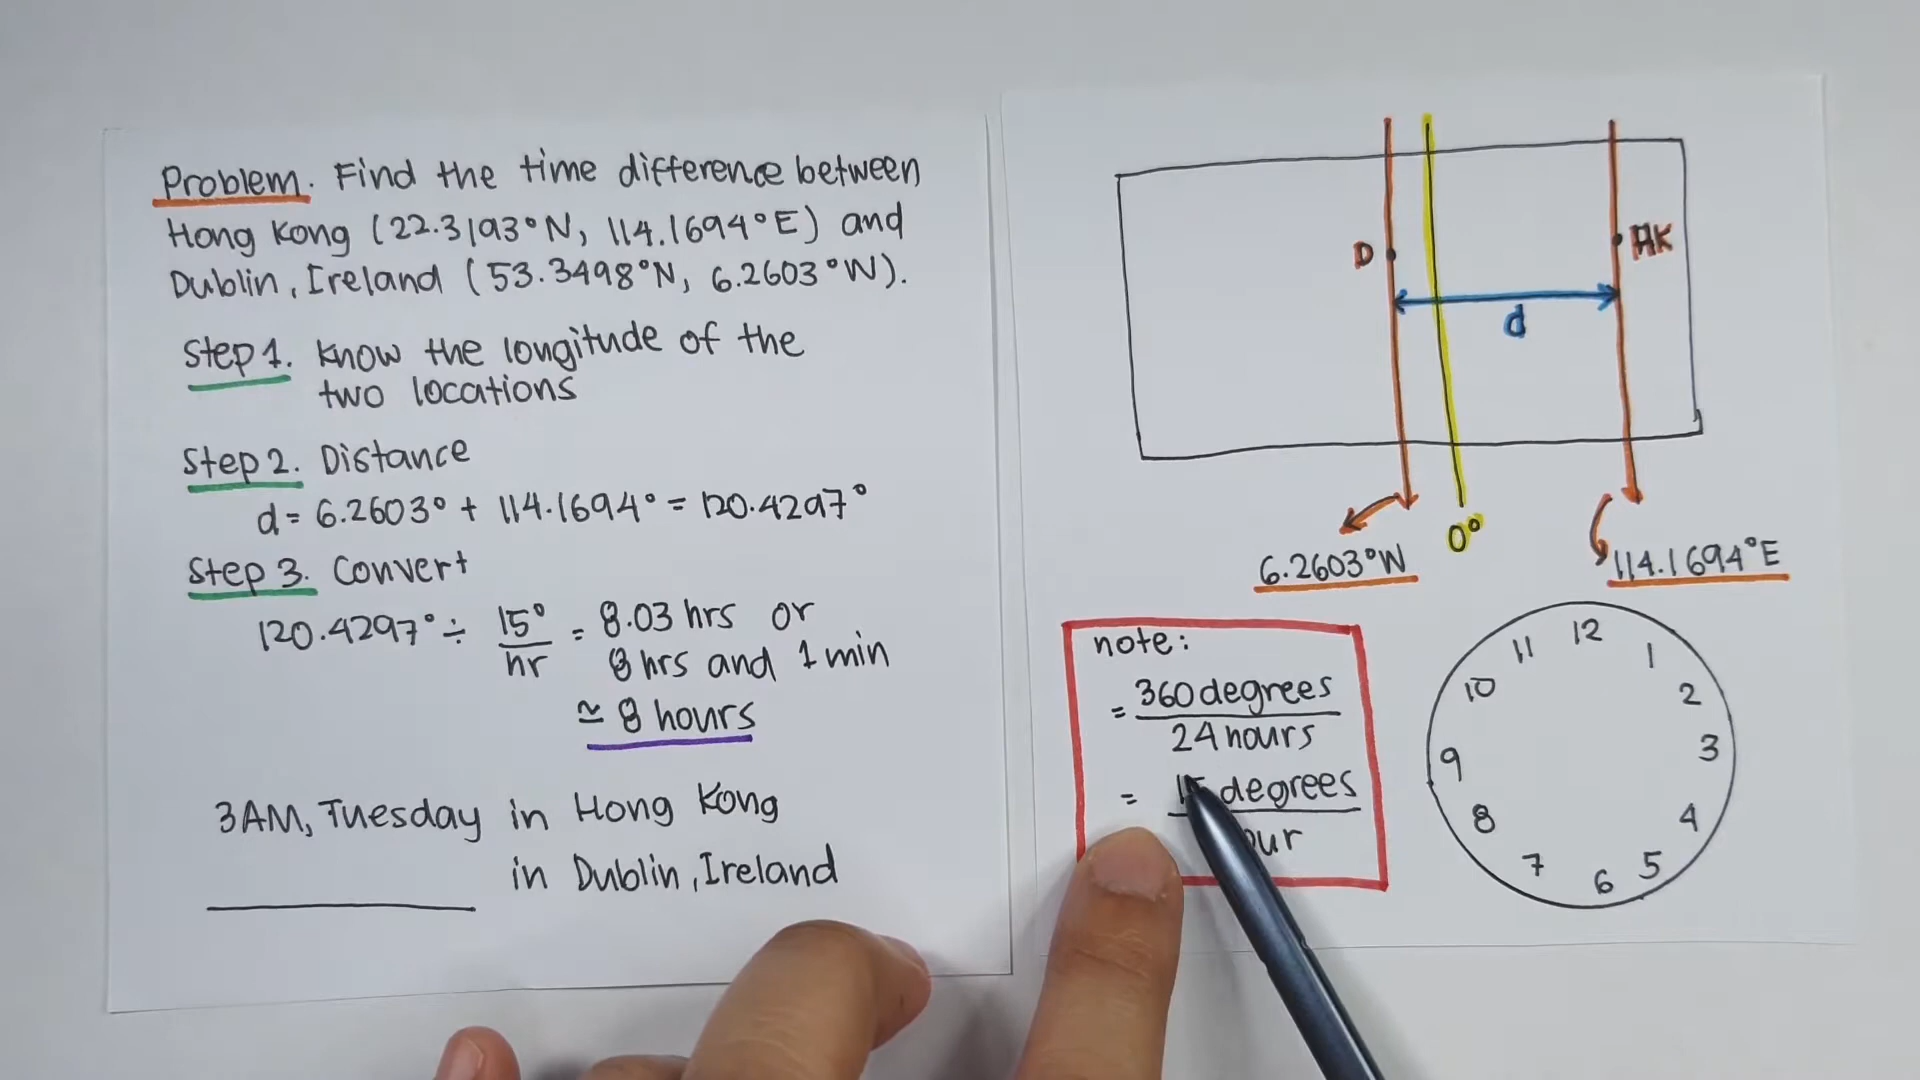 Problem. Find the time difference between
Hong Kong (22.3193°N, 114.1694°E) and
Dublin, Ireland (53.3498°N, 6.2603°W).
Step 1. Know the longitude of the
two locations
Step 2. Distance
d = 6.2603° + 114.1694° = 120.4297°
Step 3. Convert
120.4297° ÷ 15°/hr = 8.03 hrs or
8 hrs and 1 min
≃ 8 hours
3AM, Tuesday in Hong Kong
in Dublin, Ireland
D
HK
d
6.2603°W
0°
114.1694°E
note:
= 360 degrees
24 hours
= 15 degrees
12
1
2
3
4
5
6
7
8
9
10
11